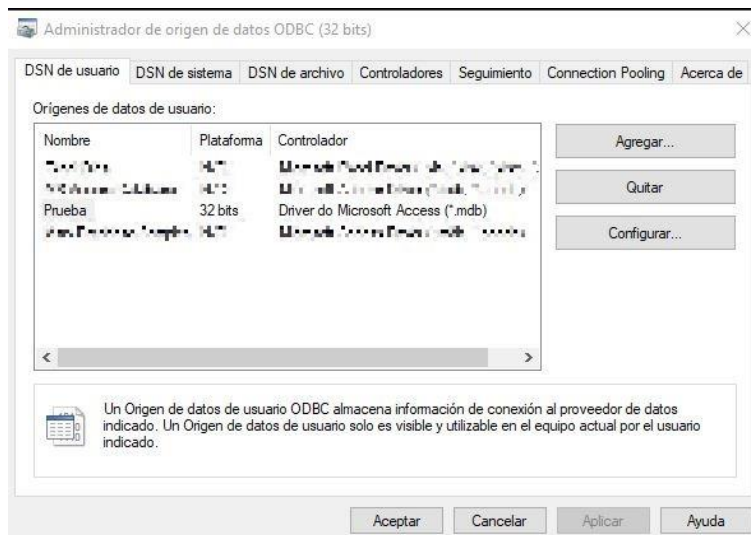 Administrador de origen de datos ODBC (32 bits)
DSN de usuario DSN de sistema DSN de archivo Controladores Seguimiento Connection Pooling Acerca de
Orígenes de datos de usuario:
Nombre Plataforma Controlador
Agregar...
Quitar
Prueba 32 bits Driver do Microsoft Access (*.mdb)
Configurar...
Un Origen de datos de usuario ODBC almacena información de conexión al proveedor de datos
indicado. Un Origen de datos de usuario solo es visible y utilizable en el equipo actual por el usuario
indicado.
Aceptar Cancelar Aplicar Ayuda